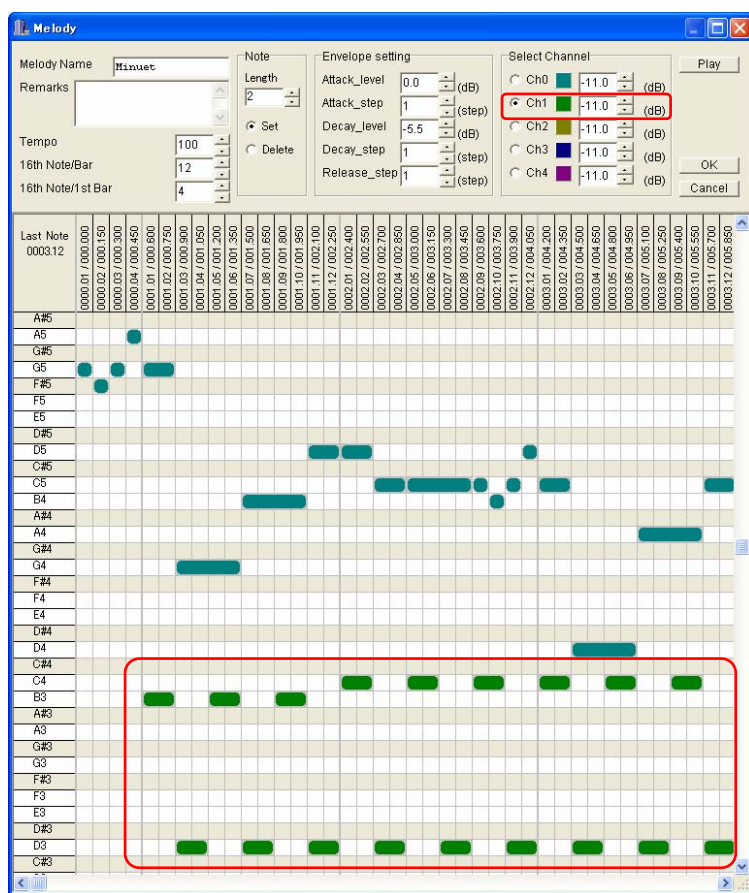 Melody
Melody Name
Minuet
Remarks
Tempo
100
16th Note/Bar
12
16th Note/1st Bar
4
Note
Length
2
Set
Delete
Envelope setting
Attack_level
0.0
(dB)
Attack_step
1
(step)
Decay_level
-5.5
(dB)
Decay_step
1
(step)
Release_step
1
(step)
Select Channel
Ch0
-11.0
(dB)
Ch1
-11.0
(dB)
Ch2
-11.0
(dB)
Ch3
-11.0
(dB)
Ch4
-11.0
(dB)
Play
OK
Cancel
Last Note
0003.12
0000.01 / 000.000
0000.02 / 000.150
0000.03 / 000.300
0000.04 / 000.450
0001.01 / 000.600
0001.02 / 000.750
0001.03 / 000.900
0001.04 / 001.050
0001.05 / 001.200
0001.06 / 001.350
0001.07 / 001.500
0001.08 / 001.650
0001.09 / 001.800
0001.10 / 001.950
0001.11 / 002.100
0001.12 / 002.250
0002.01 / 002.400
0002.02 / 002.550
0002.03 / 002.700
0002.04 / 002.850
0002.05 / 003.000
0002.06 / 003.150
0002.07 / 003.300
0002.08 / 003.450
0002.09 / 003.600
0002.10 / 003.750
0002.11 / 003.900
0002.12 / 004.050
0003.01 / 004.200
0003.02 / 004.350
0003.03 / 004.500
0003.04 / 004.650
0003.05 / 004.800
0003.06 / 004.950
0003.07 / 005.100
0003.08 / 005.250
0003.09 / 005.400
0003.10 / 005.550
0003.11 / 005.700
0003.12 / 005.850
A#5
A5
G#5
G5
F#5
F5
E5
D#5
D5
C#5
C5
B4
A#4
A4
G#4
G4
F#4
F4
E4
D#4
D4
C#4
C4
B3
A#3
A3
G#3
G3
F#3
F3
E3
D#3
D3
C#3